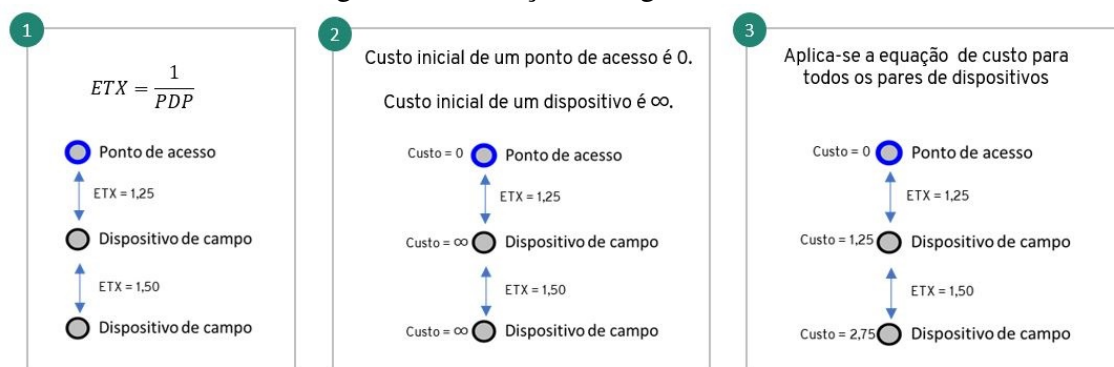 1
ETX = 1
PDP
Ponto de acesso
ETX = 1,25
Dispositivo de campo
ETX = 1,50
Dispositivo de campo
2
Custo inicial de um ponto de acesso é 0.
Custo inicial de um dispositivo é ∞.
Custo = 0 Ponto de acesso
ETX = 1,25
Custo = ∞ Dispositivo de campo
ETX = 1,50
Custo = ∞ Dispositivo de campo
3
Aplica-se a equação de custo para
todos os pares de dispositivos
Custo = 0 Ponto de acesso
ETX = 1,25
Custo = 1,25 Dispositivo de campo
ETX = 1,50
Custo = 2,75 Dispositivo de campo